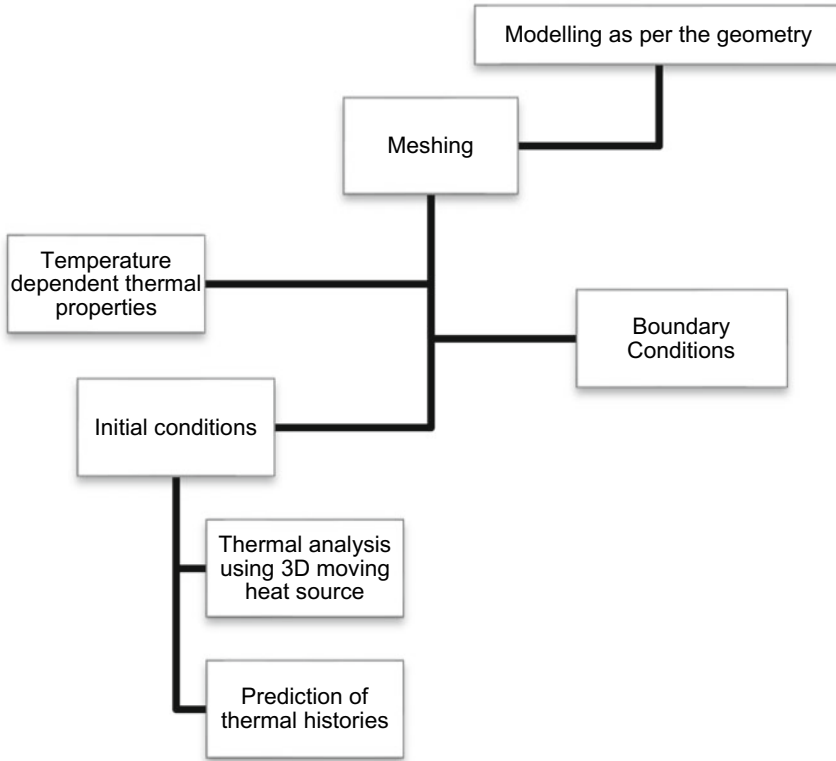 Modelling as per the geometry
Meshing
Temperature
dependent thermal
properties
Boundary
Conditions
Initial conditions
Thermal analysis
using 3D moving
heat source
Prediction of
thermal histories